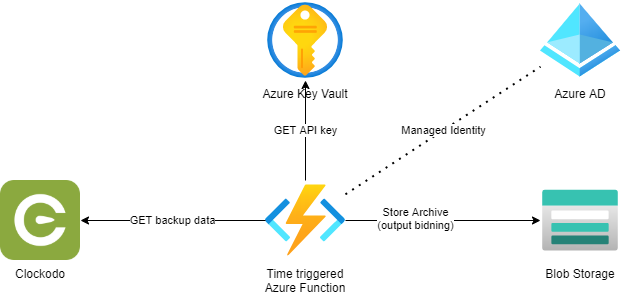 Azure Key Vault
Azure AD
GET API key
Managed Identity
GET backup data
Store Archive
(output bidning)
Clockodo
Time triggered
Azure Function
Blob Storage